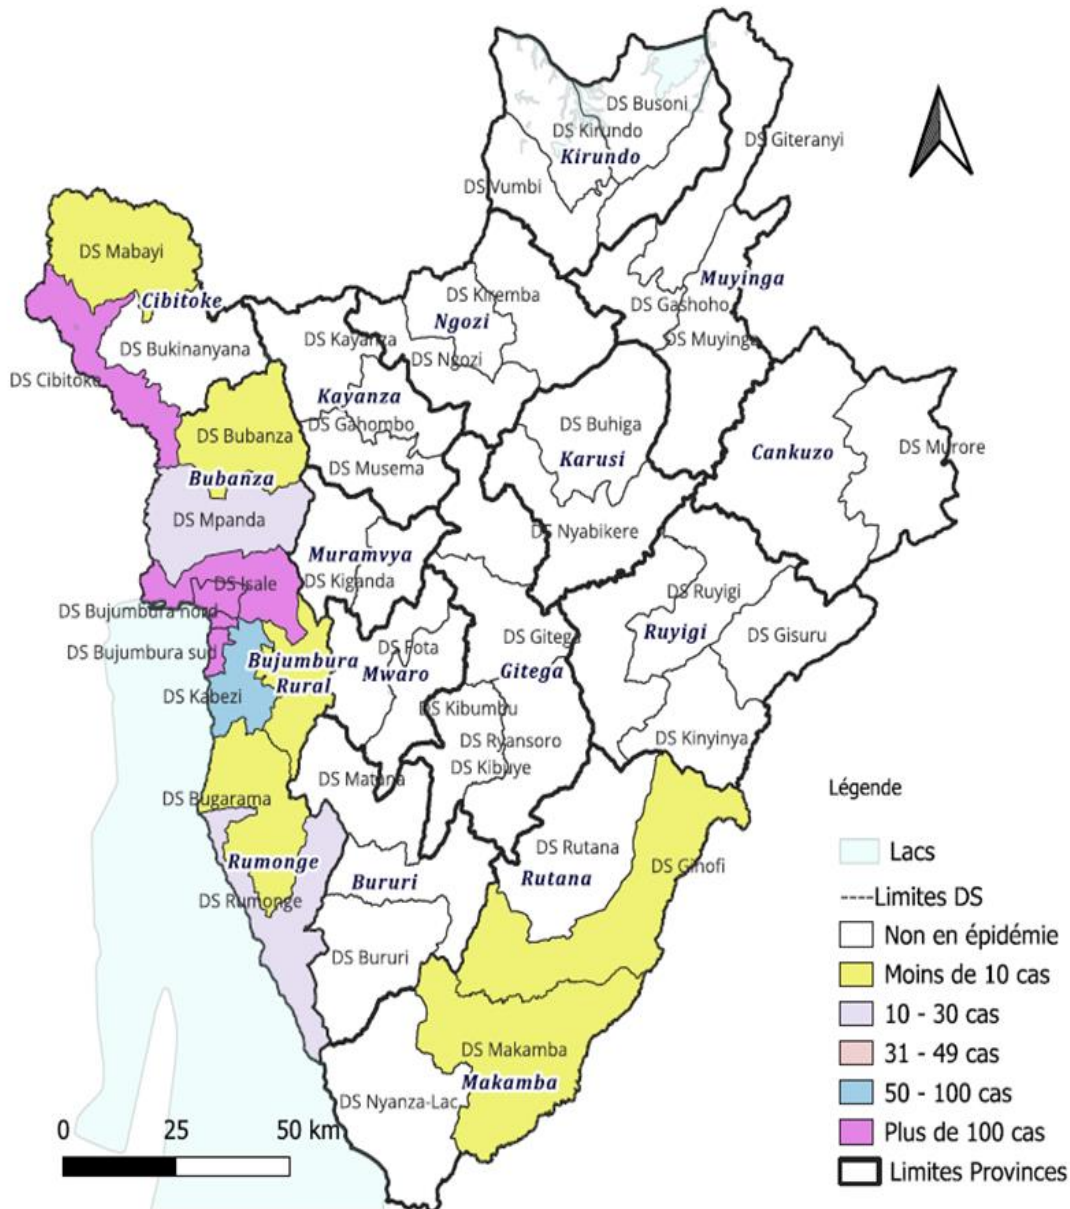 DS Busoni
DS Kirundo
DS Giteranyi
Kirundo
DS Vumbi
DS Mabayi
Muyinga
Cibitoke
DS Kiremba
DS Gashoho
Ngozi
DS Kayanza
DS Muyinga
DS Bukinanyana
DS Ngozi
DS Cibitoke
Kayanza
DS Gahombo
DS Buhiga
DS Bubanza
DS Murore
Cankuzo
Karusi
DS Musema
Bubanza
DS Mpanda
DS Nyabikere
Muramvya
DS Isale
DS Kiganda
DS Ruyigi
DS Bujumbura nord
Ruyigi
DS Gisuru
DS Gitega
DS Fota
DS Bujumbura sud
Bujumbura
Rural
Mwaro
Gitega
DS Kabezi
DS Kibumbu
DS Kinyinya
DS Ryansoro
DS Kibuye
DS Matana
DS Bugarama
DS Rutana
Rumonge
DS Gihofi
Bururi
Rutana
DS Rumonge
DS Bururi
DS Makamba
Makamba
DS Nyanza-Lac
0 25 50 km
Légende
Lacs
----Limites DS
Non en épidémie
Moins de 10 cas
10 - 30 cas
31 - 49 cas
50 - 100 cas
Plus de 100 cas
Limites Provinces